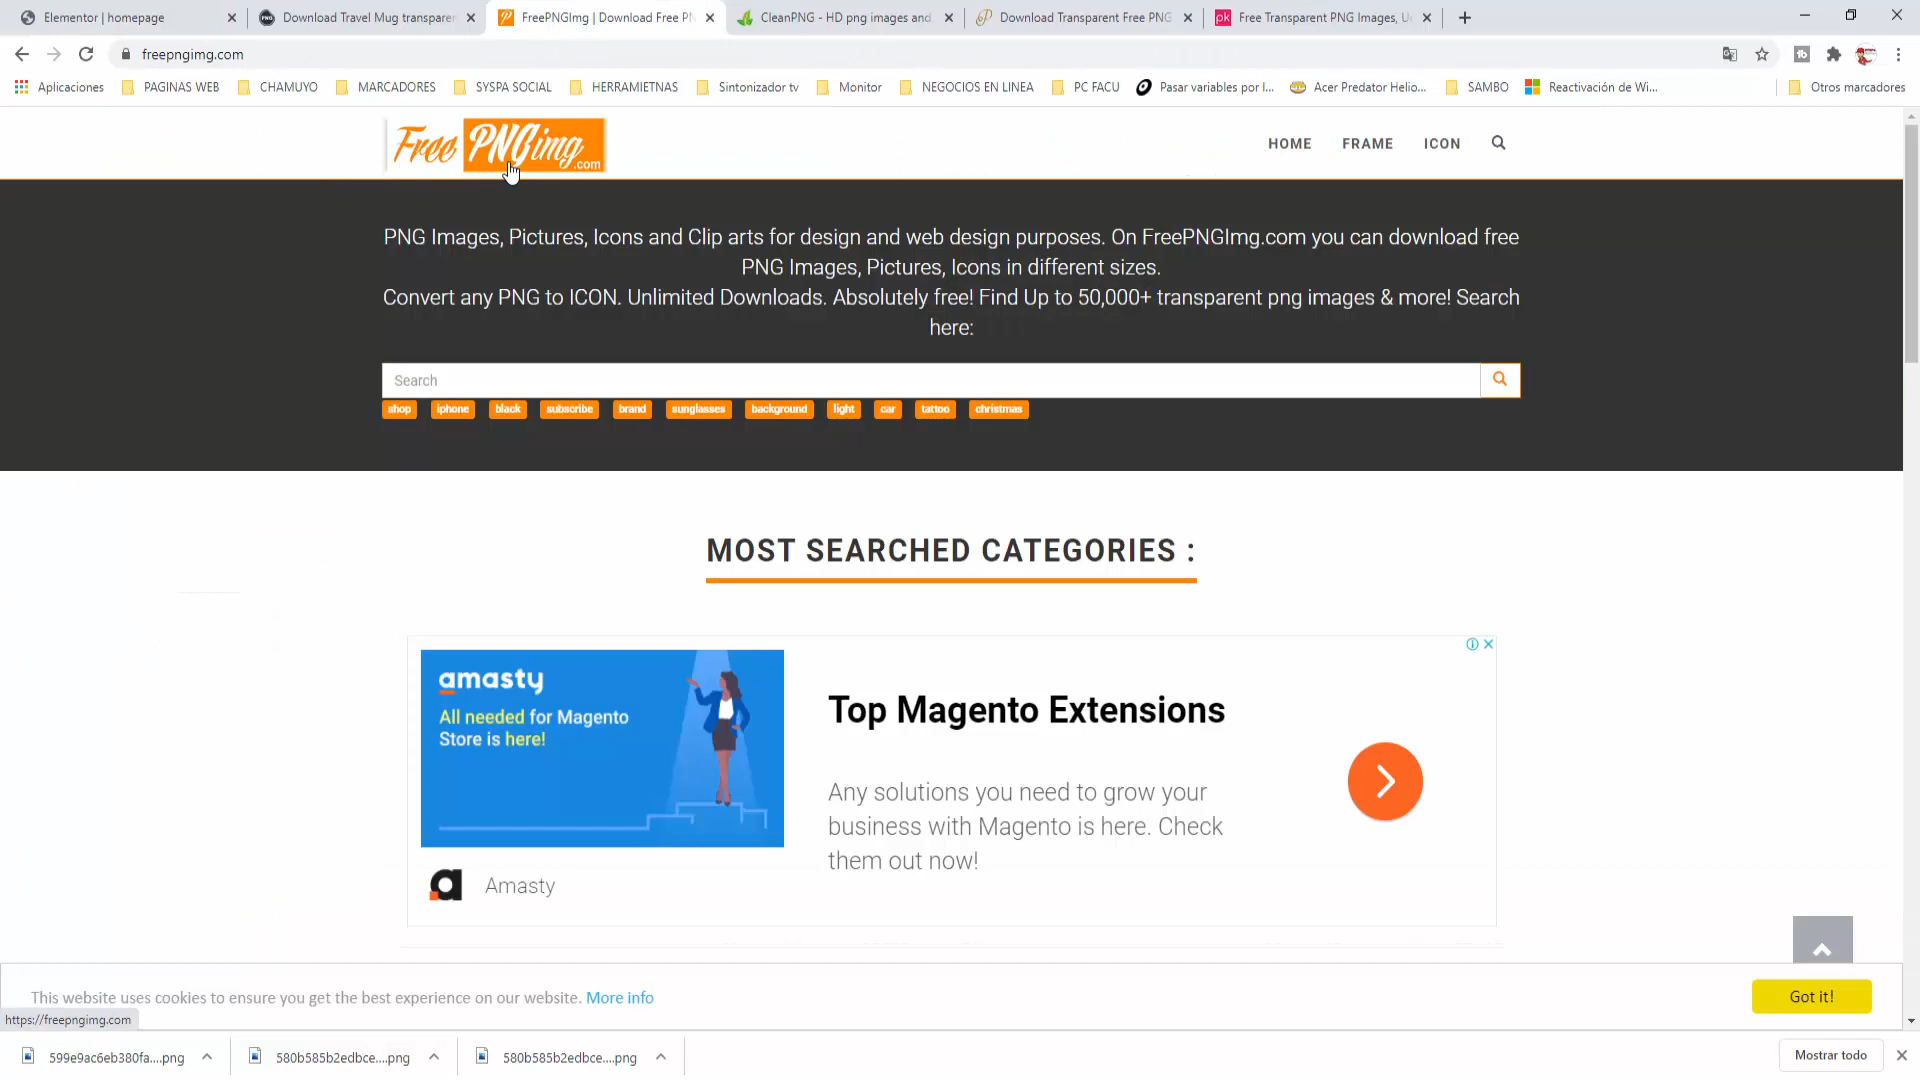 Elementor | homepage
Download Travel Mug transparen
FreePNGImg | Download Free PN
CleanPNG - HD png images and
Download Transparent Free PNG
Free Transparent PNG Images, Un
freepngimg.com
Aplicaciones
PAGINAS WEB
CHAMUYO
MARCADORES
SYSPA SOCIAL
HERRAMIETNAS
Sintonizador tv
Monitor
NEGOCIOS EN LINEA
PC FACU
Pasar variables por l...
Acer Predator Helio...
SAMBO
Reactivación de Wi...
Otros marcadores
Free PNGimg .com
HOME
FRAME
ICON
PNG Images, Pictures, Icons and Clip arts for design and web design purposes. On FreePNGImg.com you can download free
PNG Images, Pictures, Icons in different sizes.
Convert any PNG to ICON. Unlimited Downloads. Absolutely free! Find Up to 50,000+ transparent png images & more! Search
here:
Search
shop iphone black subscribe brand sunglasses background light car tattoo christmas
MOST SEARCHED CATEGORIES :
amasty
All needed for Magento
Store is here!
Top Magento Extensions
Any solutions you need to grow your
business with Magento is here. Check
them out now!
a Amasty
This website uses cookies to ensure you get the best experience on our website. More info
Got it!
https://freepngimg.com
599e9ac6eb380fa....png
580b585b2edbce....png
580b585b2edbce....png
Mostrar todo